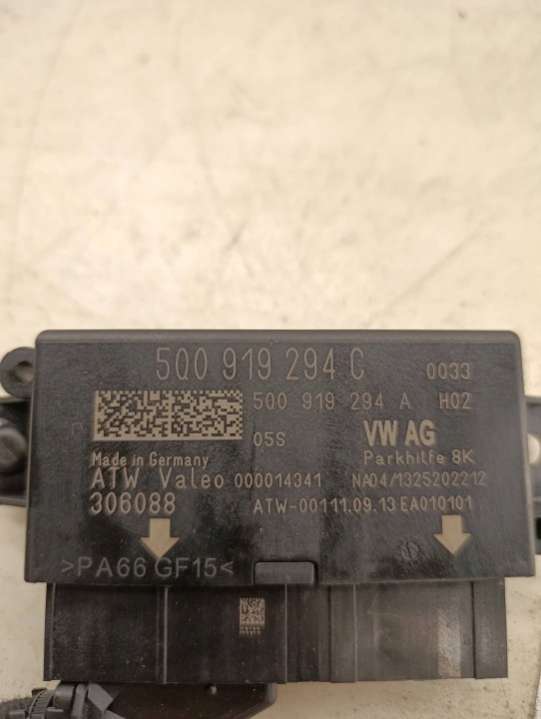 5Q0 919 294 C 0033
5Q0 919 294 A H02
05S VW AG
Made in Germany Parkhilfe 8K
ATW Valeo 000014341 NA04/1325202212
306088 ATW-00111.09.13 EA010101
>PA66 GF15<